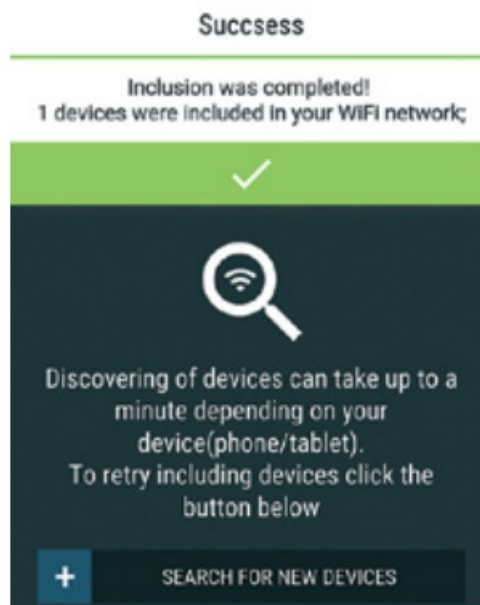 Succsess
Inclusion was completed!
1 devices were included in your WiFi network;
Discovering of devices can take up to a
minute depending on your
device(phone/tablet).
To retry including devices click the
button below
+ SEARCH FOR NEW DEVICES